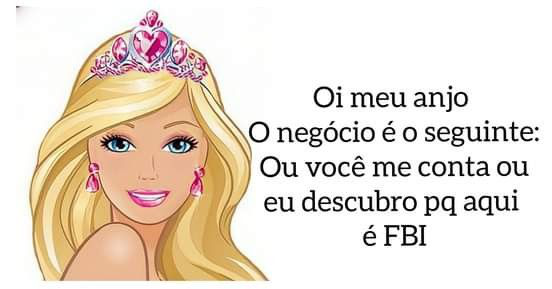 Oi meu anjo
O negócio é o seguinte:
Ou você me conta ou
eu descubro pq aqui
é FBI